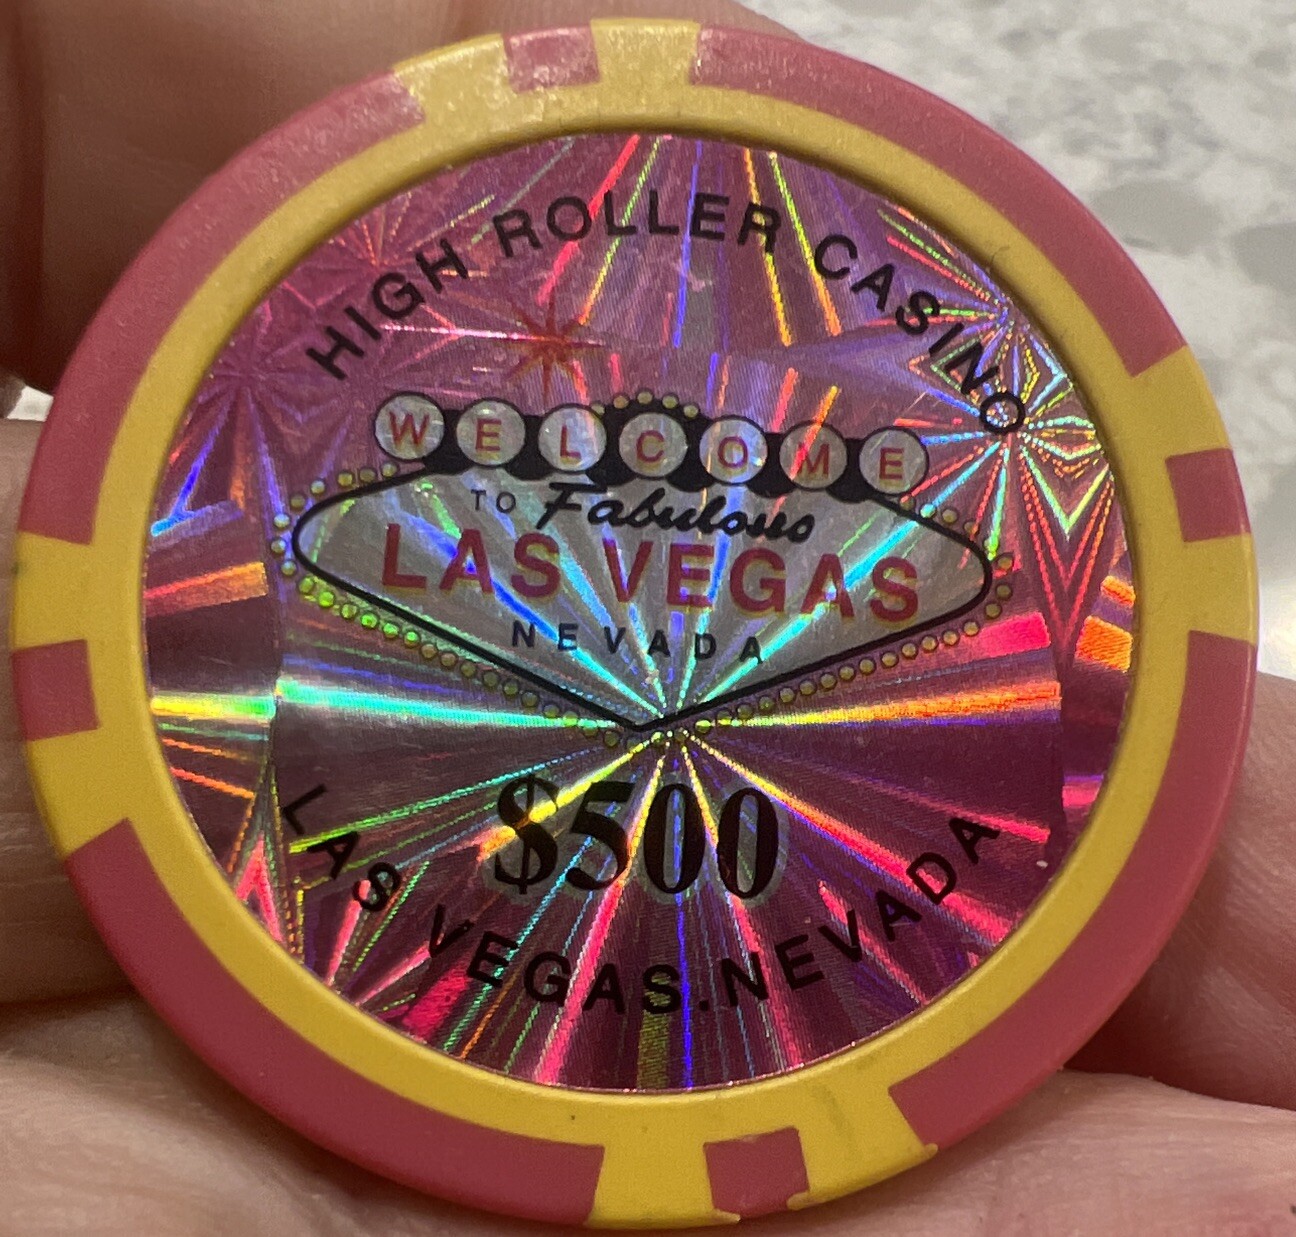 HIGH ROLLER CASINO
WELCOME
TO Fabulous
LAS VEGAS
NEVADA
$500
LAS VEGAS.NEVADA